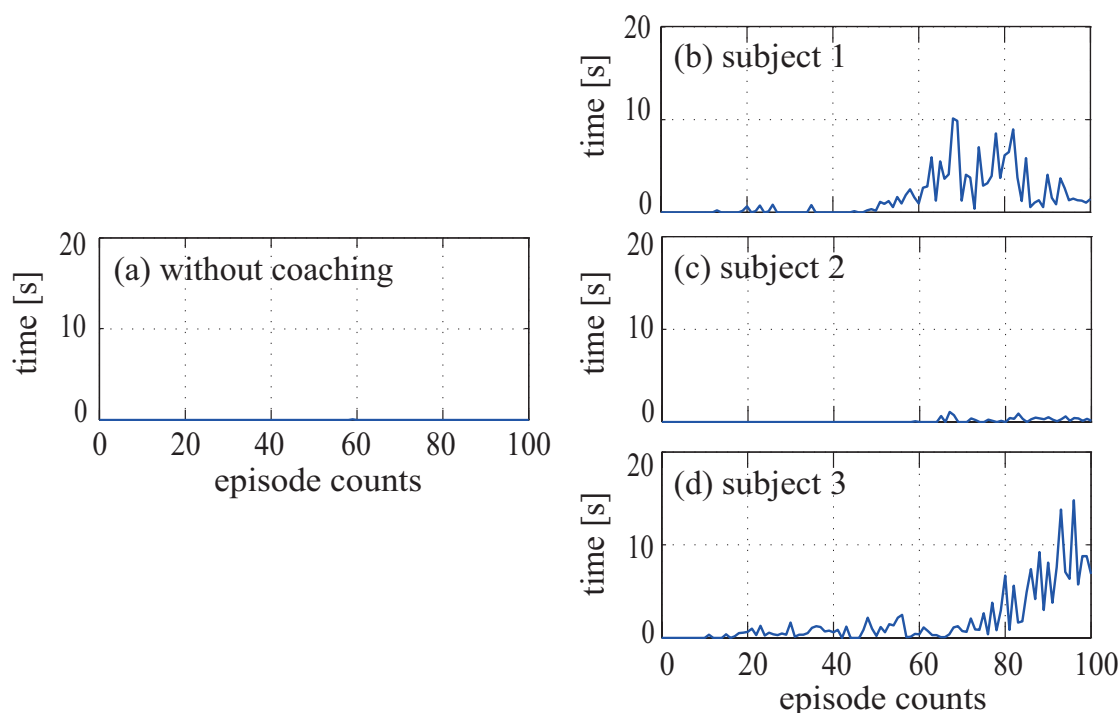 (a) without coaching
time [s]
20
10
0
0 20 40 60 80 100
episode counts
(b) subject 1
time [s]
20
10
0
(c) subject 2
time [s]
20
10
0
(d) subject 3
time [s]
20
10
0
0 20 40 60 80 100
episode counts